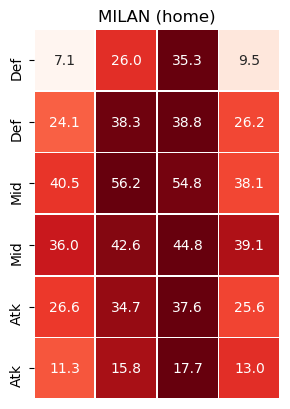 MILAN (home)
Def 7.1 26.0 35.3 9.5
Def 24.1 38.3 38.8 26.2
Mid 40.5 56.2 54.8 38.1
Mid 36.0 42.6 44.8 39.1
Atk 26.6 34.7 37.6 25.6
Atk 11.3 15.8 17.7 13.0